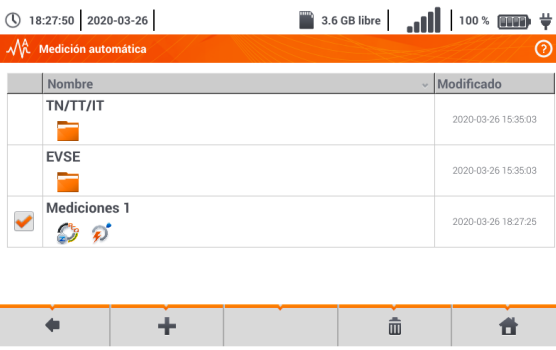 18:27:50 2020-03-26 3.6 GB libre 100 %
Medición automática ?
Nombre Modificado
TN/TT/IT 2020-03-26 15:35:03
EVSE 2020-03-26 15:35:03
Mediciones 1 2020-03-26 18:27:25